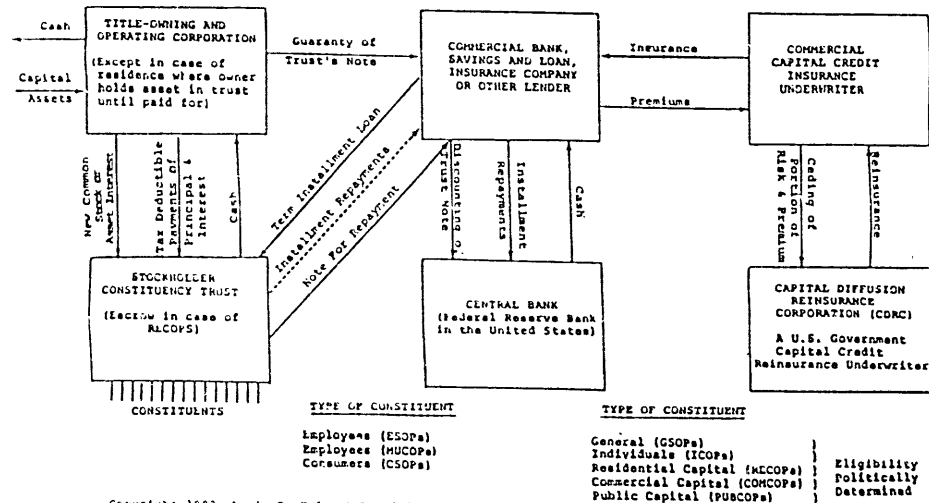 TITLE-OWNING AND
OPERATING CORPORATION
(Except in case of
residence where owner
holds asset in trust
until paid for)
Cash
Capital
Assets
Guaranty of
Trust's Note
COMMERCIAL BANK,
SAVINGS AND LOAN,
INSURANCE COMPANY
OR OTHER LENDER
Insurance
Premiums
COMMERCIAL
CAPITAL CREDIT
INSURANCE
UNDERWRITER
New Common
Stock or
Asset Interest
Tax Deductible
Payments of
Principal &
Interest
Cash
Term Installment Loan
Installment Repayments
Note For Repayment
Discounting of
Trust Note
Installment
Repayments
Cash
Ceding of
Portion of
Risk & Premium
Reinsurance
STOCKHOLDER
CONSTITUENCY TRUST
(Escrow in case of
RECOPS)
CENTRAL BANK
(Federal Reserve Bank
in the United States)
CAPITAL DIFFUSION
REINSURANCE
CORPORATION (CDRC)
A U.S. Government
Capital Credit
Reinsurance Underwriter
CONSTITUENTS
TYPE OF CONSTITUENT
Employees (ESOPs)
Employees (MUCOPs)
Consumers (CSOPs)
TYPE OF CONSTITUENT
General (GSOPs) )
Individuals (ICOPs) )
Residential Capital (RECOPs) ) Eligibility
Commercial Capital (COMCOPs) ) Politically
Public Capital (PUBCOPs) ) Determined
Copyright